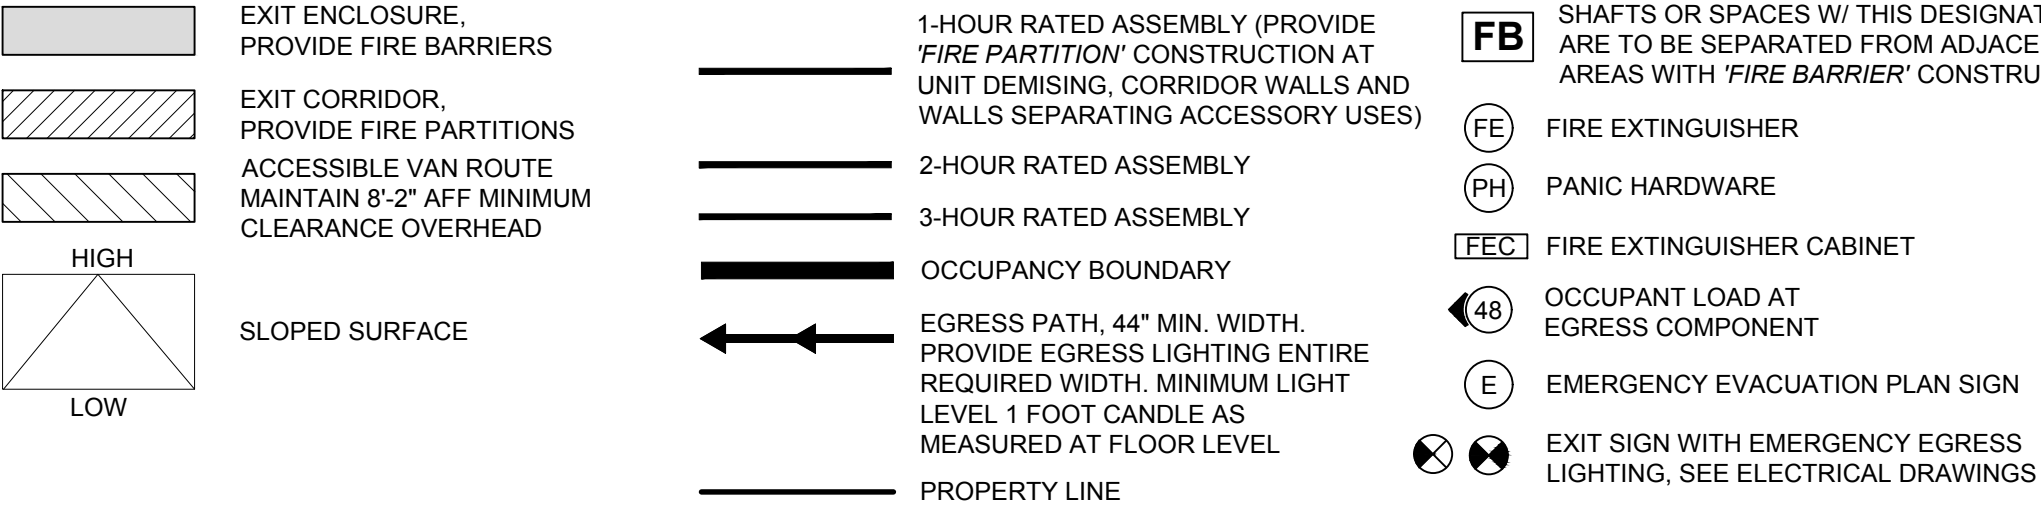 EXIT ENCLOSURE,
PROVIDE FIRE BARRIERS
EXIT CORRIDOR,
PROVIDE FIRE PARTITIONS
ACCESSIBLE VAN ROUTE
MAINTAIN 8'-2" AFF MINIMUM
CLEARANCE OVERHEAD
HIGH
SLOPED SURFACE
LOW
1-HOUR RATED ASSEMBLY (PROVIDE
'FIRE PARTITION' CONSTRUCTION AT
UNIT DEMISING, CORRIDOR WALLS AND
WALLS SEPARATING ACCESSORY USES)
2-HOUR RATED ASSEMBLY
3-HOUR RATED ASSEMBLY
OCCUPANCY BOUNDARY
EGRESS PATH, 44" MIN. WIDTH.
PROVIDE EGRESS LIGHTING ENTIRE
REQUIRED WIDTH. MINIMUM LIGHT
LEVEL 1 FOOT CANDLE AS
MEASURED AT FLOOR LEVEL
PROPERTY LINE
FB
SHAFTS OR SPACES W/ THIS
ARE TO BE SEPARATED FROM
AREAS WITH 'FIRE BARRIER'
FE FIRE EXTINGUISHER
PH PANIC HARDWARE
FEC FIRE EXTINGUISHER CABINET
48
OCCUPANT LOAD AT
EGRESS COMPONENT
E EMERGENCY EVACUATION PLAN SIGN
EXIT SIGN WITH EMERGENCY EGRESS
LIGHTING, SEE ELECTRICAL DRAWINGS